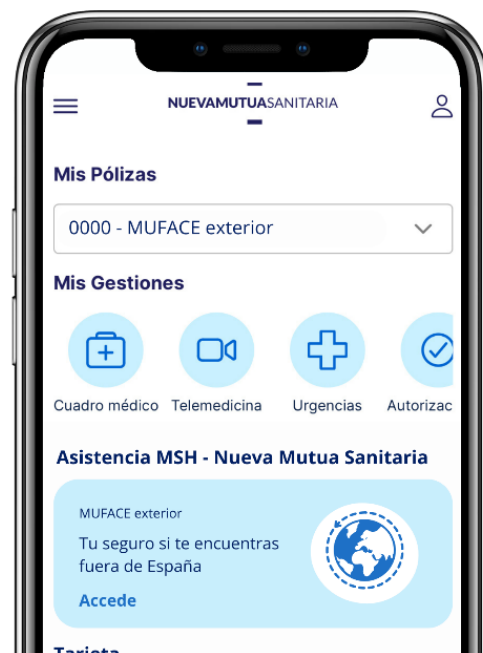 NUEVAMUTUASANITARIA
Mis Pólizas
0000 - MUFACE exterior
Mis Gestiones
Cuadro médico Telemedicina Urgencias Autorizac
Asistencia MSH - Nueva Mutua Sanitaria
MUFACE exterior
Tu seguro si te encuentras
fuera de España
Accede
Tarjeta